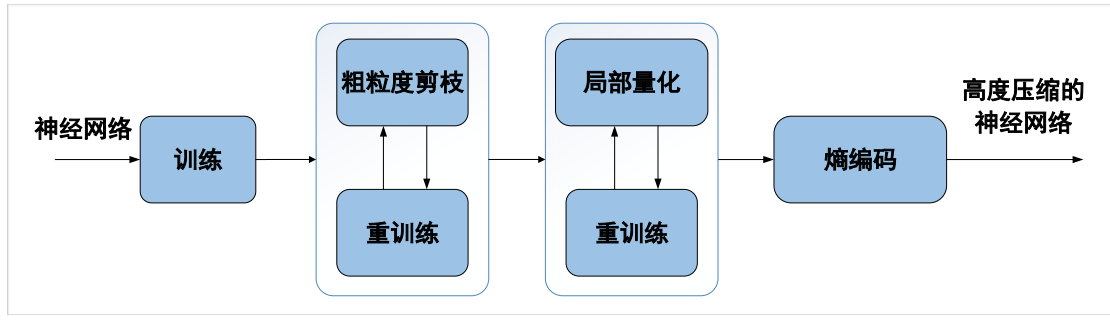 神经网络
训练
粗粒度剪枝
重训练
局部量化
重训练
熵编码
高度压缩的
神经网络